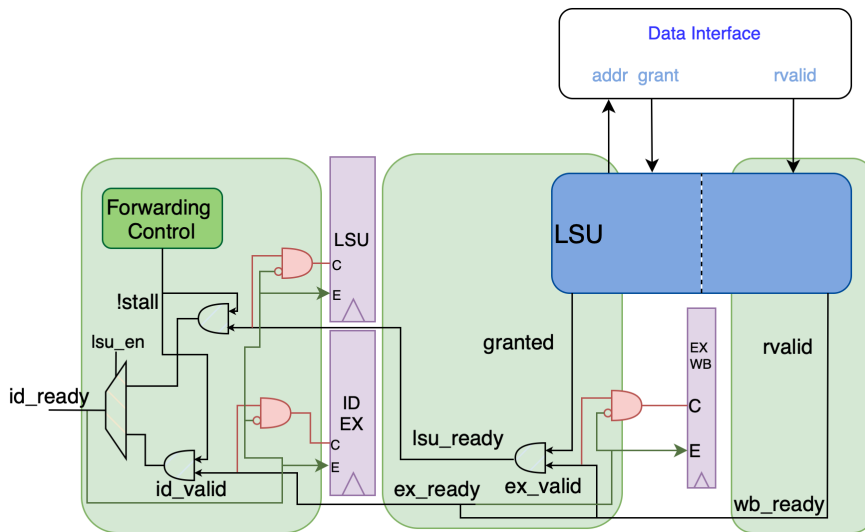 Data Interface
addr grant
rvalid
Forwarding
Control
LSU
C
E
LSU
!stall
lsu_en
granted
rvalid
EX
WB
C
E
id_ready
ID
EX
C
E
lsu_ready
id_valid
ex_ready
ex_valid
wb_ready